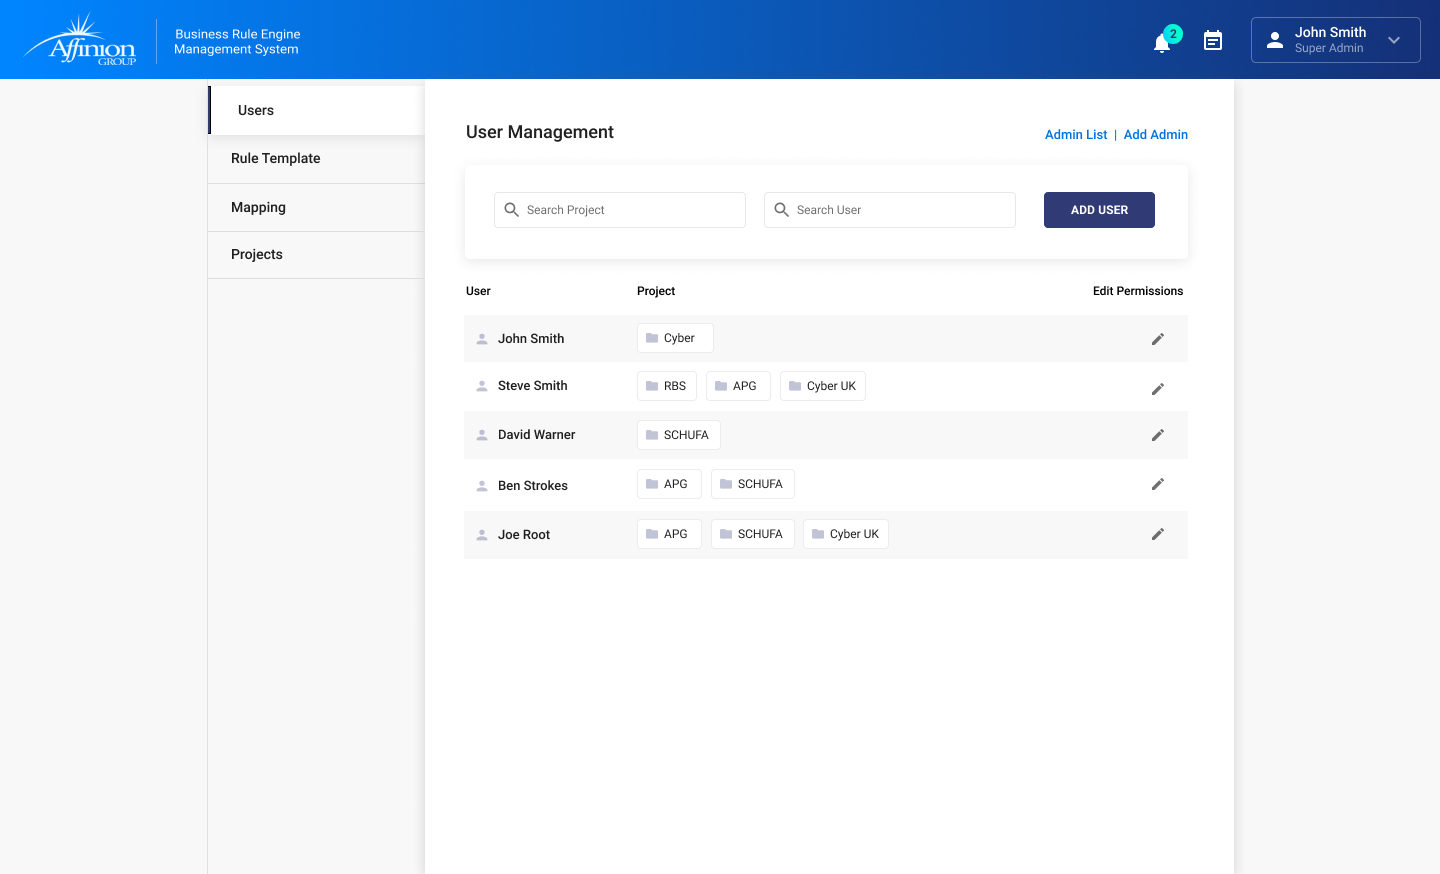 Affinion
GROUP
Business Rule Engine
Management System
2
John Smith
Super Admin
Users
Rule Template
Mapping
Projects
User Management
Admin List | Add Admin
Search Project
Search User
ADD USER
User Project Edit Permissions
John Smith Cyber
Steve Smith RBS APG Cyber UK
David Warner SCHUFA
Ben Strokes APG SCHUFA
Joe Root APG SCHUFA Cyber UK